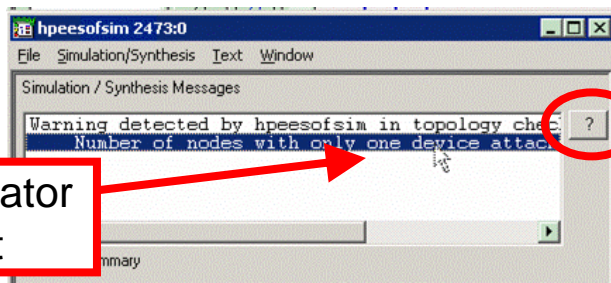 hpeesofsim 2473:0
File Simulation/Synthesis Text Window
Simulation / Synthesis Messages
Warning detected by hpeesofsim in topology chec
?
Number of nodes with only one device attach
ator
t
mmary